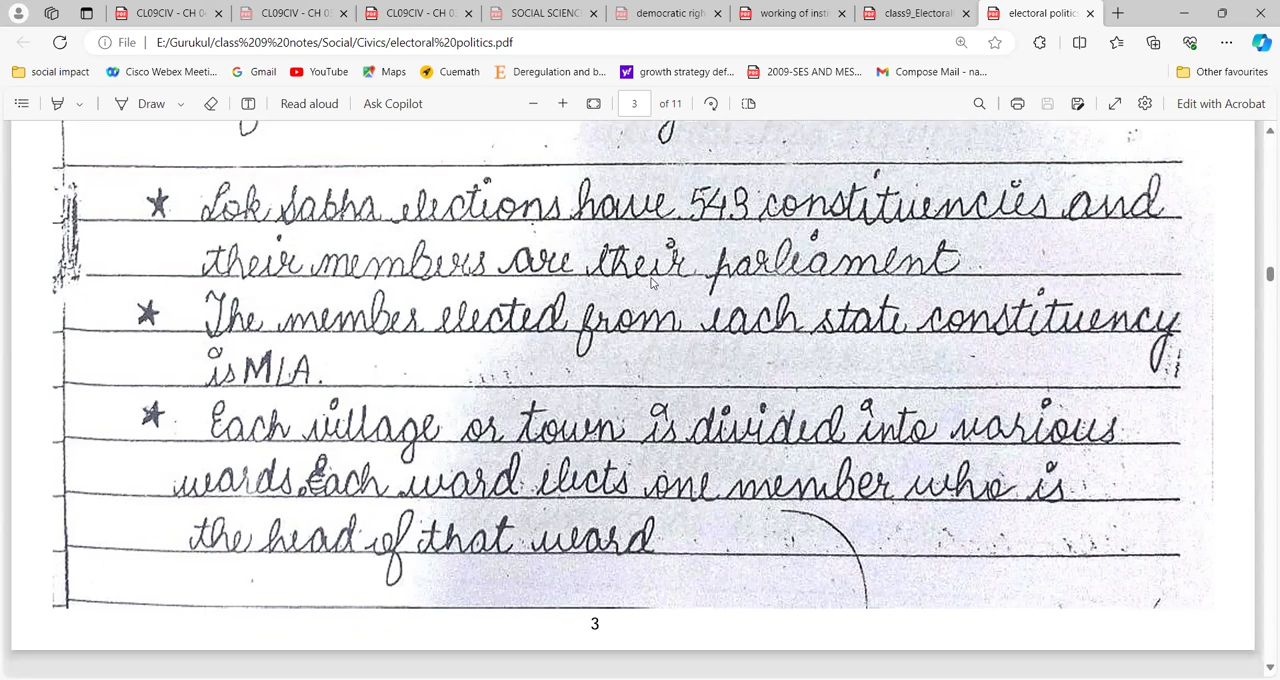 CL09CIV - CH 0
CL09CIV - CH 0
CL09CIV - CH 0
SOCIAL SCIENC
democratic righ
working of insti
class9_Electoral
electoral politic
File
E:/Gurukul/class%209%20notes/Social/Civics/electoral%20politics.pdf
social impact
Cisco Webex Meeti...
Gmail
YouTube
Maps
Cuemath
Deregulation and b...
growth strategy def...
2009-SES AND MES...
Compose Mail - na...
Other favourites
Draw
Read aloud
Ask Copilot
3 of 11
Edit with Acrobat
Lok Sabha elections have 543 constituencies and
their members are their parliament
The member elected from each state constituency
is MLA.
Each village or town is divided into various
wards. Each ward elects one member who is
the head of that ward
3